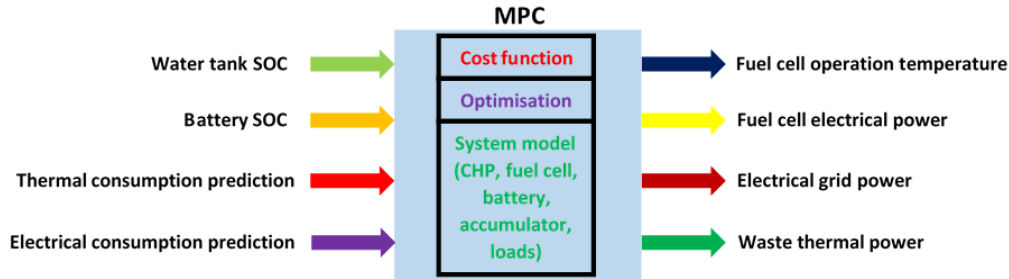 MPC
Water tank SOC
Battery SOC
Thermal consumption prediction
Electrical consumption prediction
Cost function
Optimisation
System model
(CHP, fuel cell,
battery,
accumulator,
loads)
Fuel cell operation temperature
Fuel cell electrical power
Electrical grid power
Waste thermal power